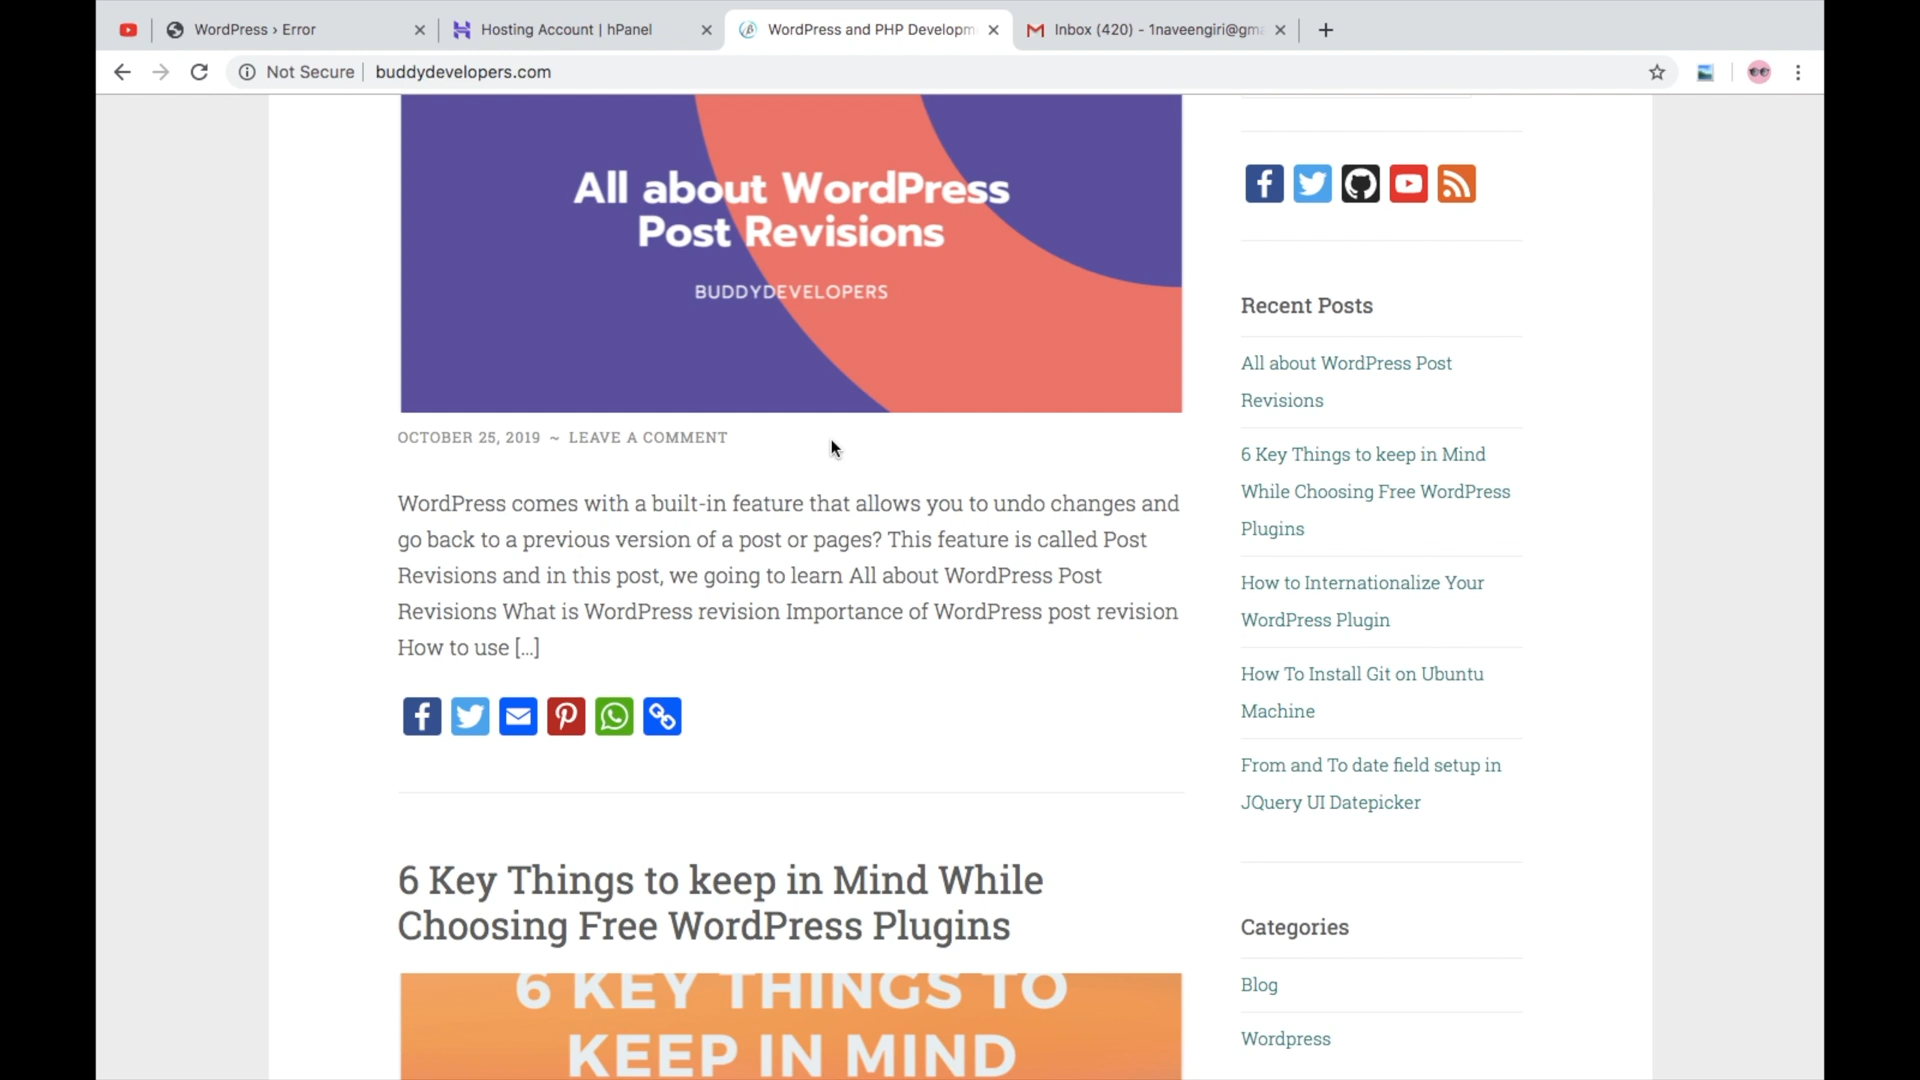 WordPress › Error
Hosting Account | hPanel
WordPress and PHP Developm
Inbox (420) - 1naveengiri@gma
Not Secure
buddydevelopers.com
All about WordPress
Post Revisions
BUDDYDEVELOPERS
OCTOBER 25, 2019 ~ LEAVE A COMMENT
WordPress comes with a built-in feature that allows you to undo changes and
go back to a previous version of a post or pages? This feature is called Post
Revisions and in this post, we going to learn All about WordPress Post
Revisions What is WordPress revision Importance of WordPress post revision
How to use [...]
6 Key Things to keep in Mind While
Choosing Free WordPress Plugins
6 KEY THINGS TO
KEEP IN MIND
Recent Posts
All about WordPress Post
Revisions
6 Key Things to keep in Mind
While Choosing Free WordPress
Plugins
How to Internationalize Your
WordPress Plugin
How To Install Git on Ubuntu
Machine
From and To date field setup in
JQuery UI Datepicker
Categories
Blog
Wordpress